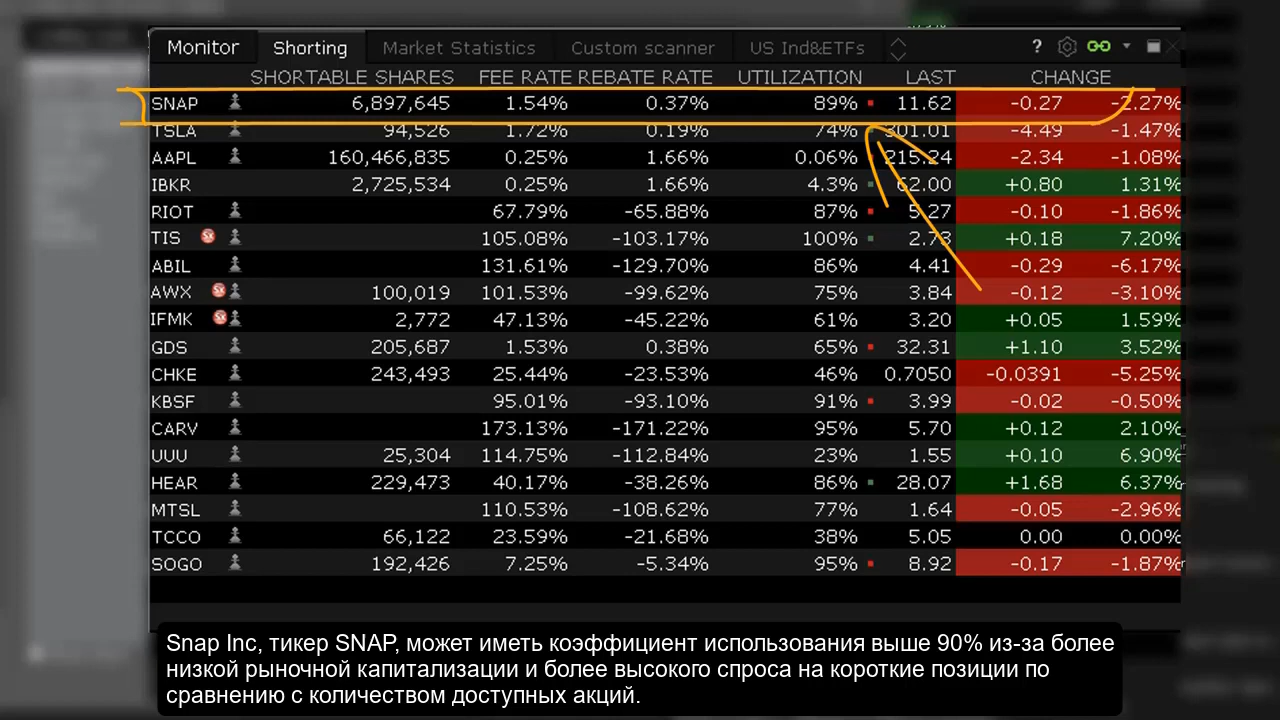 Monitor Shorting Market Statistics Custom scanner US Ind&ETFs ?
SHORTABLE SHARES FEE RATE REBATE RATE UTILIZATION LAST CHANGE
SNAP 6,897,645 1.54% 0.37% 89% 11.62 -0.27 -2.27%
TSLA 94,526 1.72% 0.19% 74% 301.01 -4.49 -1.47%
AAPL 160,466,835 0.25% 1.66% 0.06% 215.24 -2.34 -1.08%
IBKR 2,725,534 0.25% 1.66% 4.3% 62.00 +0.80 1.31%
RIOT 67.79% -65.88% 87% 5.27 -0.10 -1.86%
TIS 105.08% -103.17% 100% 2.73 +0.18 7.20%
ABIL 131.61% -129.70% 86% 4.41 -0.29 -6.17%
AWX 100,019 101.53% -99.62% 75% 3.84 -0.12 -3.10%
IFMK 2,772 47.13% -45.22% 61% 3.20 +0.05 1.59%
GDS 205,687 1.53% 0.38% 65% 32.31 +1.10 3.52%
CHKE 243,493 25.44% -23.53% 46% 0.7050 -0.0391 -5.25%
KBSF 95.01% -93.10% 91% 3.99 -0.02 -0.50%
CARV 173.13% -171.22% 95% 5.70 +0.12 2.10%
UUU 25,304 114.75% -112.84% 23% 1.55 +0.10 6.90%
HEAR 229,473 40.17% -38.26% 86% 28.07 +1.68 6.37%
MTSL 110.53% -108.62% 77% 1.64 -0.05 -2.96%
TCCO 66,122 23.59% -21.68% 38% 5.05 0.00 0.00%
SOGO 192,426 7.25% -5.34% 95% 8.92 -0.17 -1.87%
Snap Inc, тикер SNAP, может иметь коэффициент использования выше 90% из-за более
низкой рыночной капитализации и более высокого спроса на короткие позиции по
сравнению с количеством доступных акций.